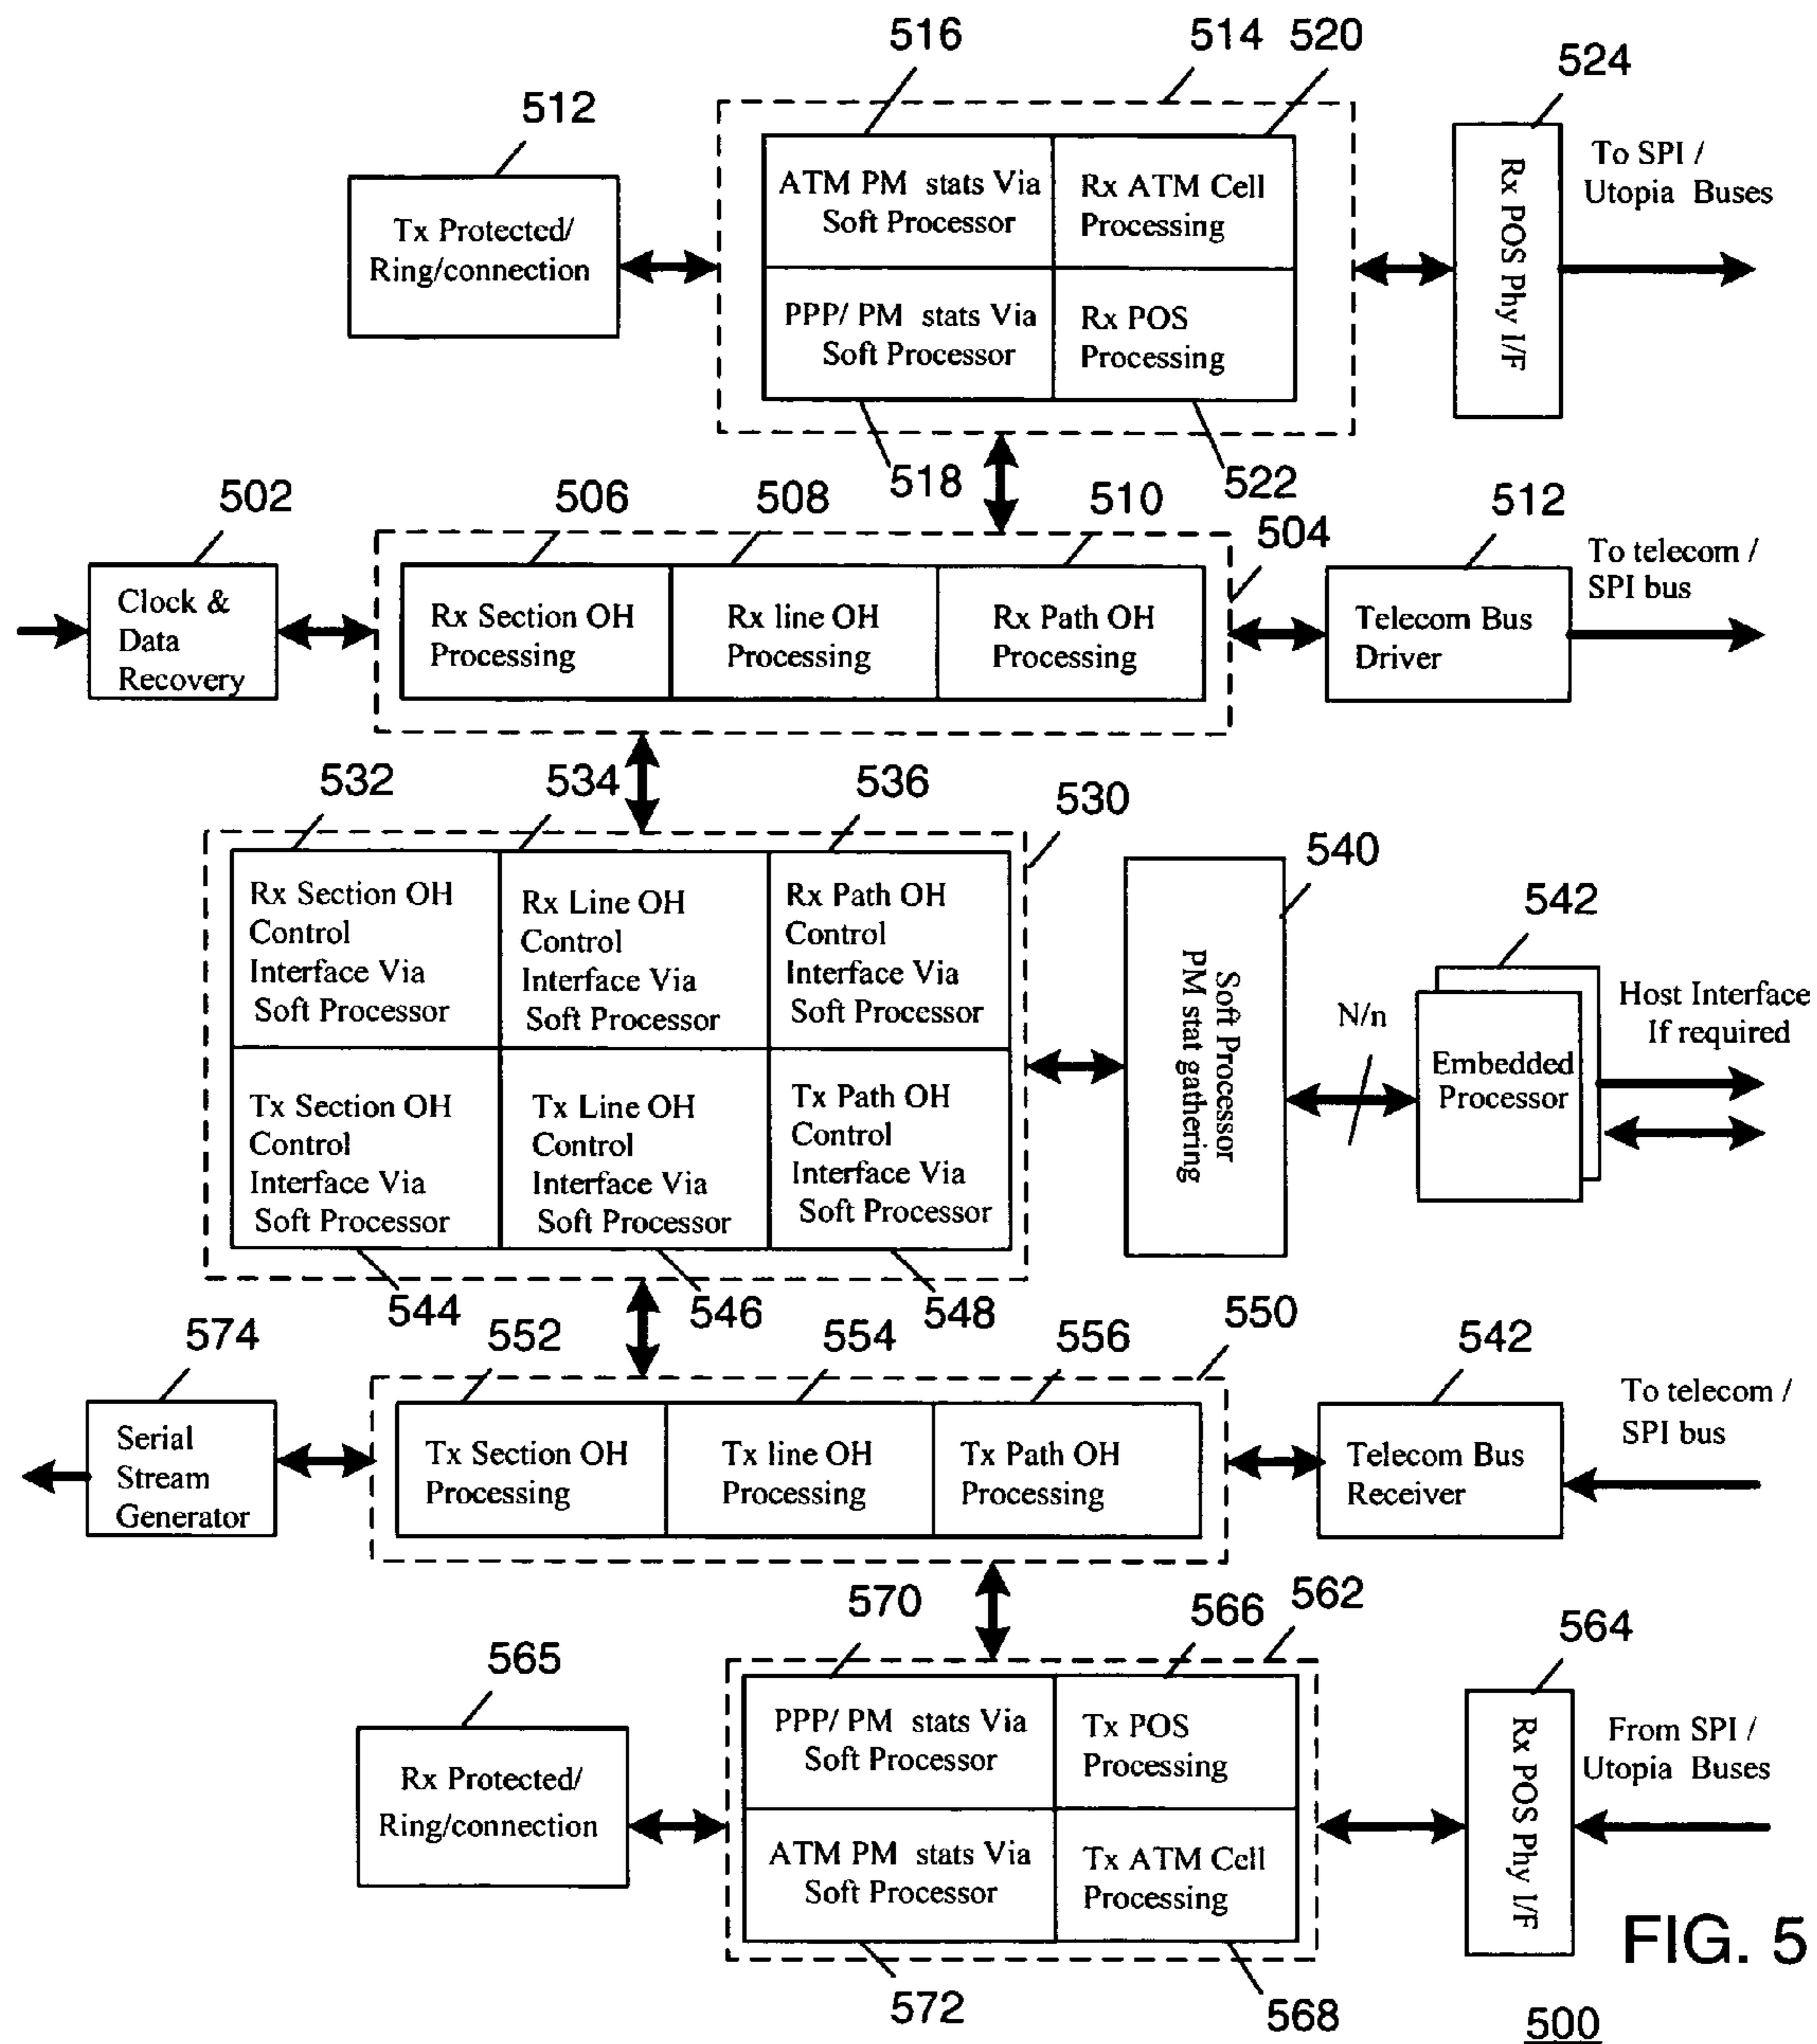 516
514
520
524
512
ATM PM stats Via
Soft Processor
Rx ATM Cell
Processing
PPP/ PM stats Via
Soft Processor
Rx POS
Processing
Tx Protected/
Ring/connection
Rx POS Phy I/F
To SPI /
Utopia Buses
518
522
502
506
508
510
504
512
Clock &
Data
Recovery
Rx Section OH
Processing
Rx line OH
Processing
Rx Path OH
Processing
Telecom Bus
Driver
To telecom /
SPI bus
532
534
536
530
540
542
Rx Section OH
Control
Interface Via
Soft Processor
Rx Line OH
Control
Interface Via
Soft Processor
Rx Path OH
Control
Interface Via
Soft Processor
Tx Section OH
Control
Interface Via
Soft Processor
Tx Line OH
Control
Interface Via
Soft Processor
Tx Path OH
Control
Interface Via
Soft Processor
Soft Processor
PM stat gathering
N/n
Embedded
Processor
Host Interface
If required
544
546
548
574
552
554
556
550
542
Serial
Stream
Generator
Tx Section OH
Processing
Tx line OH
Processing
Tx Path OH
Processing
Telecom Bus
Receiver
To telecom /
SPI bus
570
566
562
564
565
Rx Protected/
Ring/connection
PPP/ PM stats Via
Soft Processor
Tx POS
Processing
ATM PM stats Via
Soft Processor
Tx ATM Cell
Processing
Rx POS Phy I/F
From SPI /
Utopia Buses
572
568
FIG. 5
500